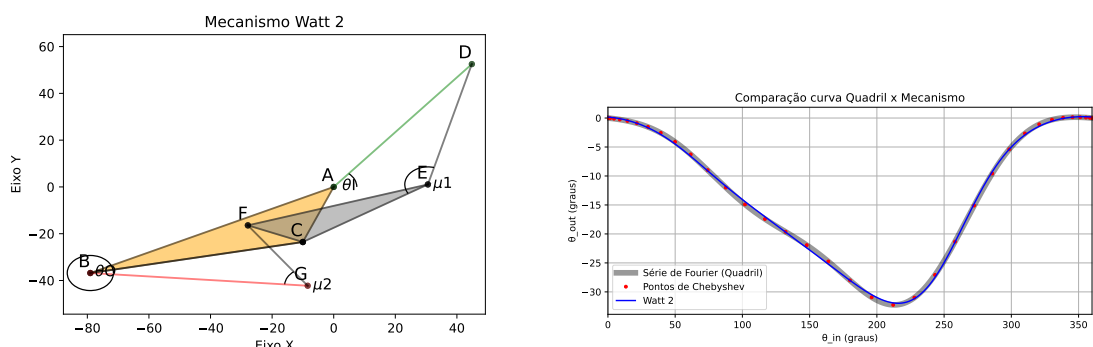 Mecanismo Watt 2
60
40
20
0
−20
−40
Eixo Y
D
A
θI
E
μ1
F
C
B
θO
G
μ2
−80 −60 −40 −20 0 20 40
Eixo X
Comparação curva Quadril x Mecanismo
0
−5
−10
−15
−20
−25
−30
θ_out (graus)
Série de Fourier (Quadril)
Pontos de Chebyshev
Watt 2
0 50 100 150 200 250 300 350
θ_in (graus)